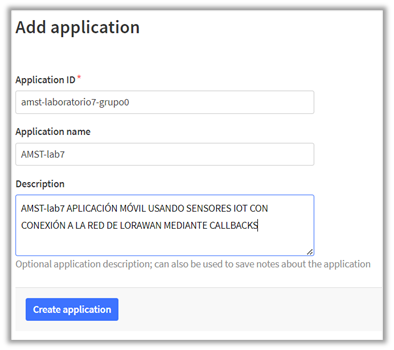 Add application
Application ID *
amst-laboratorio7-grupo0
Application name
AMST-lab7
Description
AMST-lab7 APLICACIÓN MÓVIL USANDO SENSORES IOT CON
CONEXIÓN A LA RED DE LORAWAN MEDIANTE CALLBACKS
Optional application description; can also be used to save notes about the application
Create application